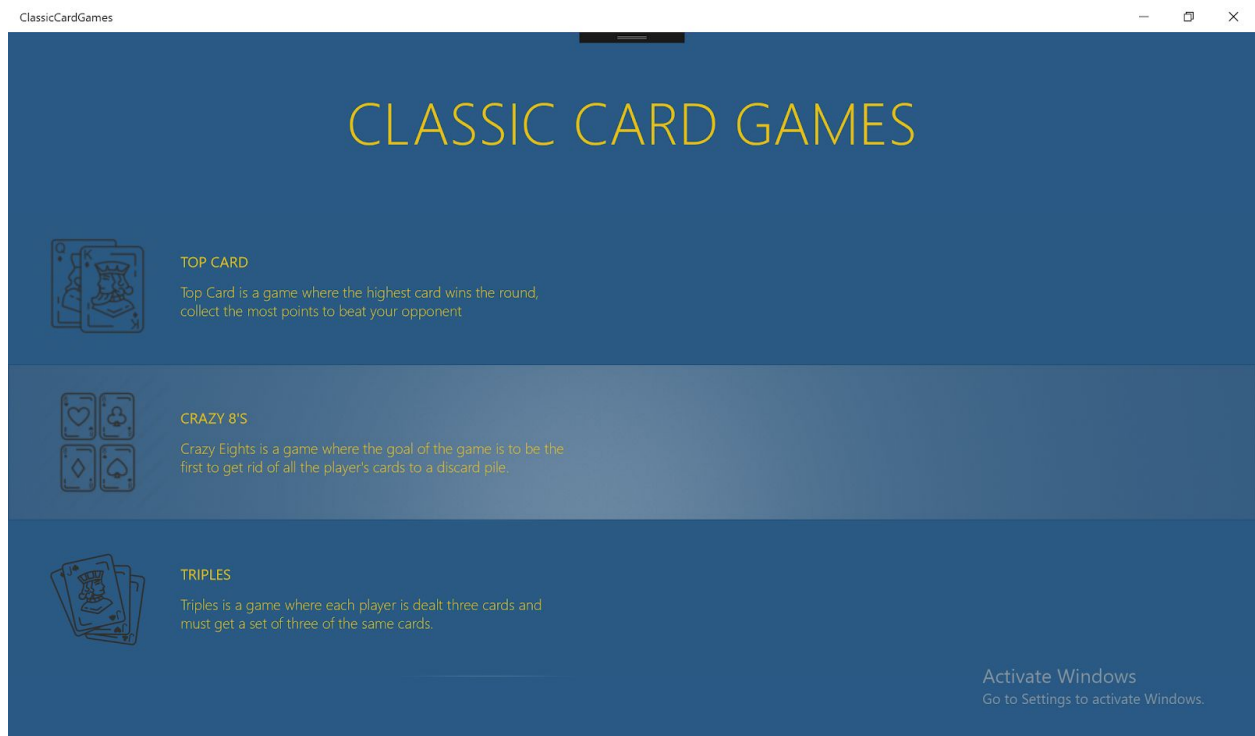 ClassicCardGames
CLASSIC CARD GAMES
Q
K
K
TOP CARD
Top Card is a game where the highest card wins the round,
collect the most points to beat your opponent
CRAZY 8'S
Crazy Eights is a game where the goal of the game is to be the
first to get rid of all the player's cards to a discard pile.
J
J
J
TRIPLES
Triples is a game where each player is dealt three cards and
must get a set of three of the same cards.
Activate Windows
Go to Settings to activate Windows.